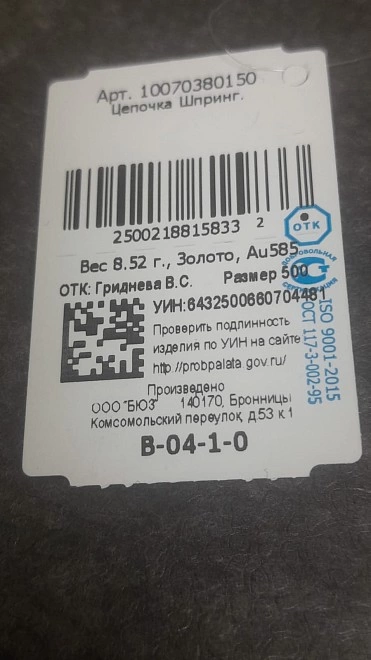 Арт. 10070380150
Цепочка Шпринг.
2500218815833 2
ОТК
Вес 8.52 г., Золото, Au585
ОТК: Гриднева В.С. Размер 500
УИН:6432500660704481
Проверить подлинность
изделия по УИН на сайте
http://probpalata.gov.ru/
Произведено
ООО "БЮЗ" 140170, Бронницы
Комсомольский переулок, д.53 к.1
В-04-1-0
ISO 9001-2015
ОСТ 117-3-002-95